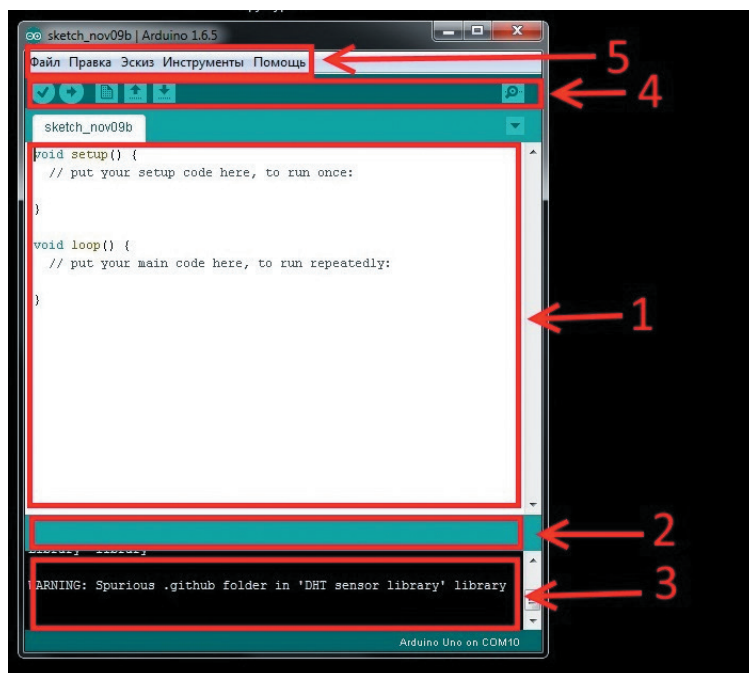 sketch_nov09b | Arduino 1.6.5
Файл Правка Эскиз Инструменты Помощь
5
4
sketch_nov09b
void setup() {
// put your setup code here, to run once:
}
void loop() {
// put your main code here, to run repeatedly:
}
1
2
WARNING: Spurious .github folder in 'DHT sensor library' library
3
Arduino Uno on COM10